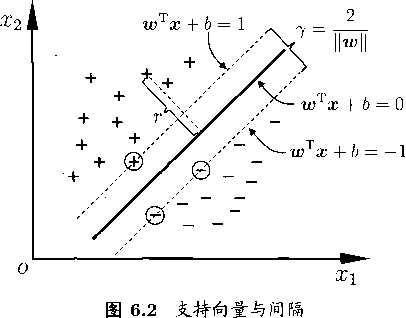 x₂
wᵀx + b = 1
γ = 2/‖w‖
r
wᵀx + b = 0
wᵀx + b = −1
O
x₁
图 6.2 支持向量与间隔